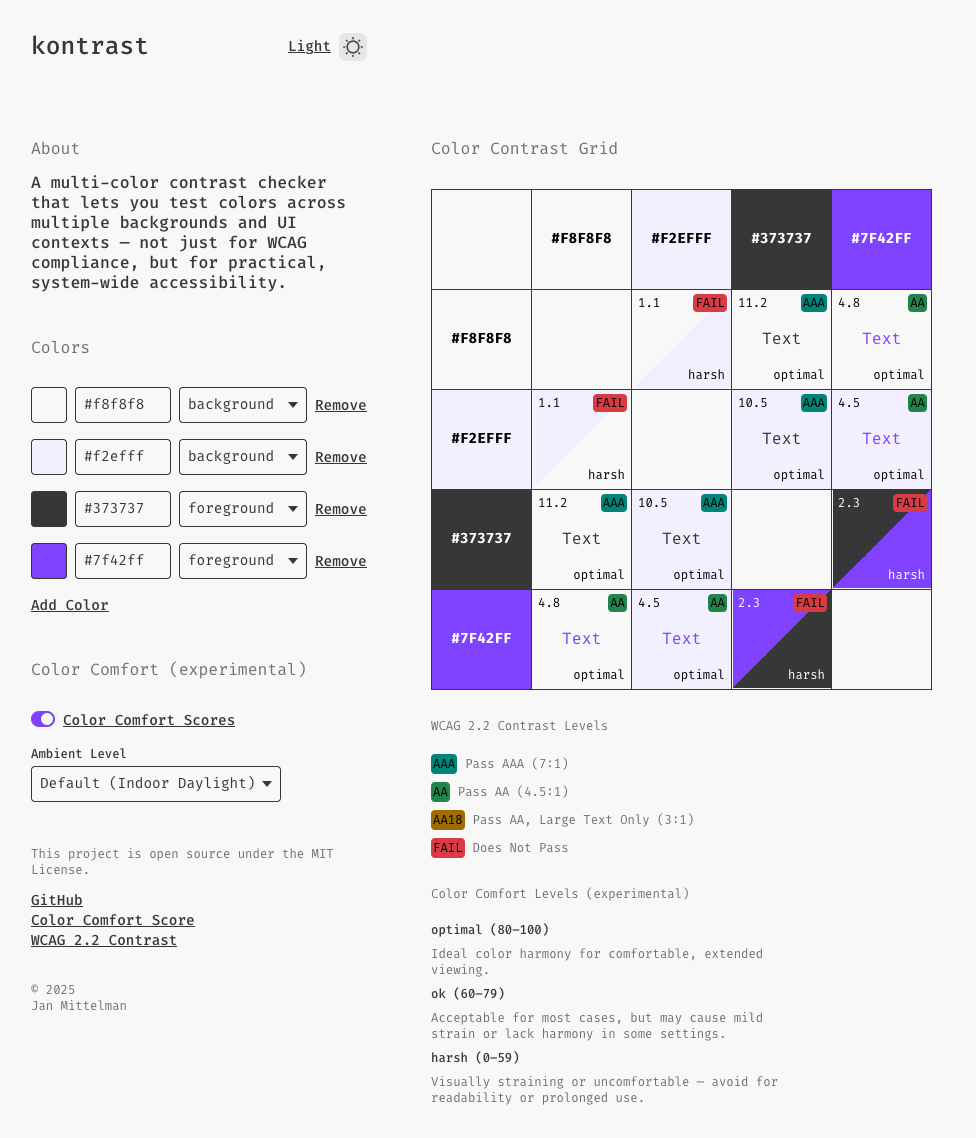 kontrast
Light
About
A multi-color contrast checker
that lets you test colors across
multiple backgrounds and UI
contexts — not just for WCAG
compliance, but for practical,
system-wide accessibility.
Colors
#f8f8f8 background Remove
#f2efff background Remove
#373737 foreground Remove
#7f42ff foreground Remove
Add Color
Color Comfort (experimental)
Color Comfort Scores
Ambient Level
Default (Indoor Daylight)
This project is open source under the MIT
License.
GitHub
Color Comfort Score
WCAG 2.2 Contrast
© 2025
Jan Mittelman
Color Contrast Grid
#F8F8F8 #F2EFFF #373737 #7F42FF
1.1 FAIL 11.2 AAA 4.8 AA
#F8F8F8 Text Text
harsh optimal optimal
1.1 FAIL 10.5 AAA 4.5 AA
#F2EFFF Text Text
harsh optimal optimal
11.2 AAA 10.5 AAA 2.3 FAIL
#373737 Text Text
optimal optimal harsh
4.8 AA 4.5 AA 2.3 FAIL
#7F42FF Text Text
optimal optimal harsh
WCAG 2.2 Contrast Levels
AAA Pass AAA (7:1)
AA Pass AA (4.5:1)
AA18 Pass AA, Large Text Only (3:1)
FAIL Does Not Pass
Color Comfort Levels (experimental)
optimal (80–100)
Ideal color harmony for comfortable, extended
viewing.
ok (60–79)
Acceptable for most cases, but may cause mild
strain or lack harmony in some settings.
harsh (0–59)
Visually straining or uncomfortable — avoid for
readability or prolonged use.